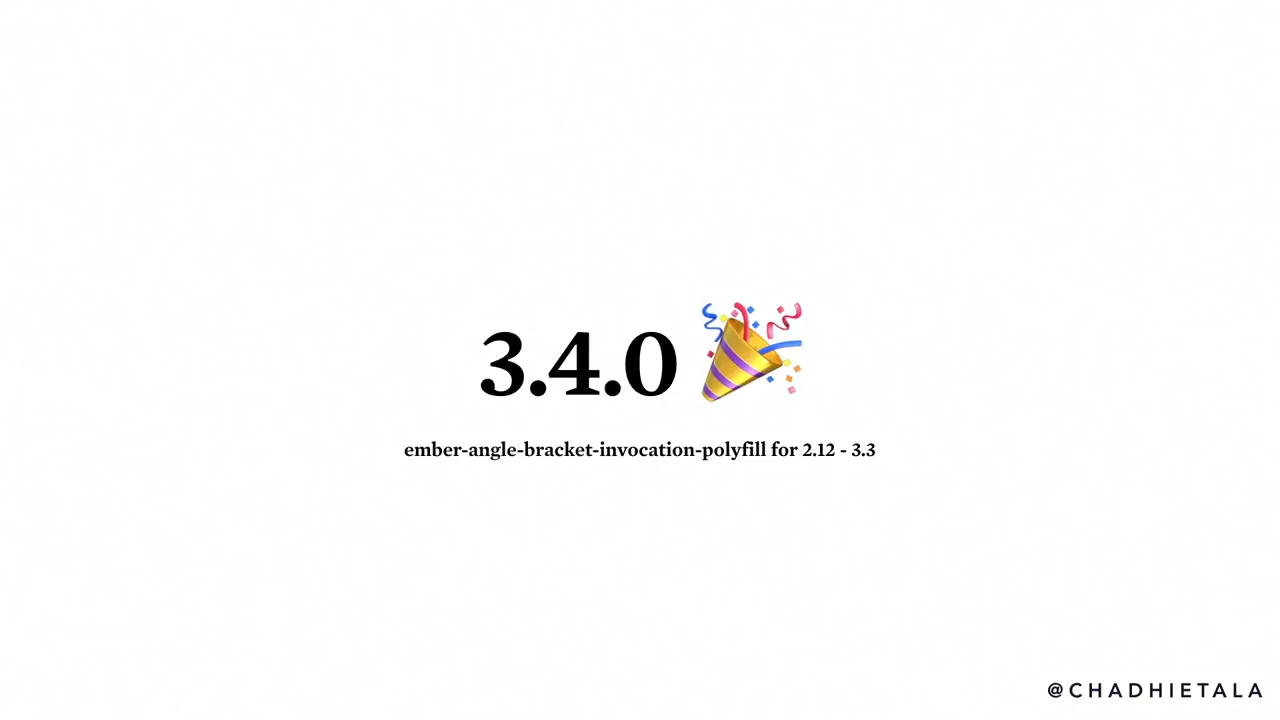 3.4.0
ember-angle-bracket-invocation-polyfill for 2.12 - 3.3
@CHADHIETALA